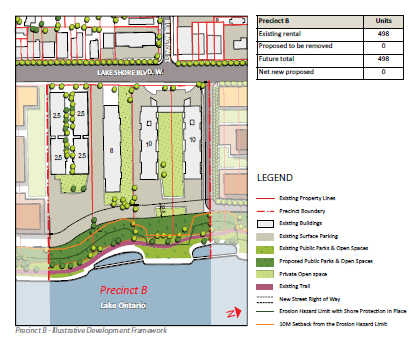 Precinct B Units
Existing rental 498
Proposed to be removed 0
Future total 498
Net new proposed 0
LAKE SHORE BLVD. W.
2.5
2.5
2.5
2.5
8
10
10
LEGEND
Existing Property Lines
Precinct Boundary
Existing Buildings
Existing Surface Parking
Existing Public Parks & Open Spaces
Proposed Public Parks & Open Spaces
Private Open space
Existing Trail
New Street Right of Way
Erosion Hazard Limit with Shore Protection in Place
10M Setback from the Erosion Hazard Limit
Precinct B
Lake Ontario
N
Precinct B - Illustrative Development Framework